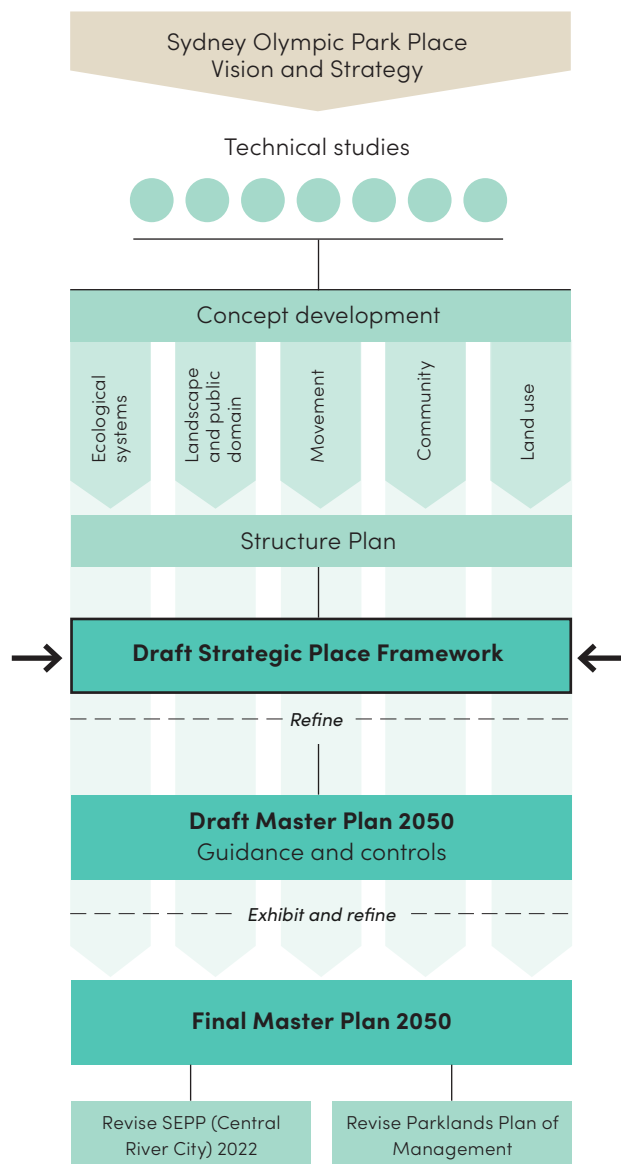 Sydney Olympic Park Place
Vision and Strategy
Technical studies
Concept development
Ecological
systems
Landscape
and public
domain
Movement
Community
Land use
Structure Plan
Draft Strategic Place Framework
Refine
Draft Master Plan 2050
Guidance and controls
Exhibit and refine
Final Master Plan 2050
Revise SEPP (Central
River City) 2022
Revise Parklands Plan of
Management